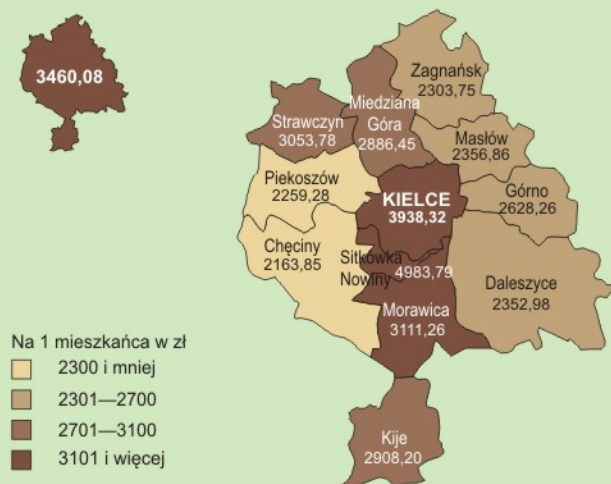 3460,08
Zagnańsk
2303,75
Miedziana
Góra
2886,45
Strawczyn
3053,78
Masłów
2356,86
Piekoszów
2259,28
KIELCE
3938,32
Górno
2628,26
Chęciny
2163,85
Sitkówka
Nowiny
4983,79
Daleszyce
2352,98
Morawica
3111,26
Kije
2908,20
Na 1 mieszkańca w zł
2300 i mniej
2301—2700
2701—3100
3101 i więcej